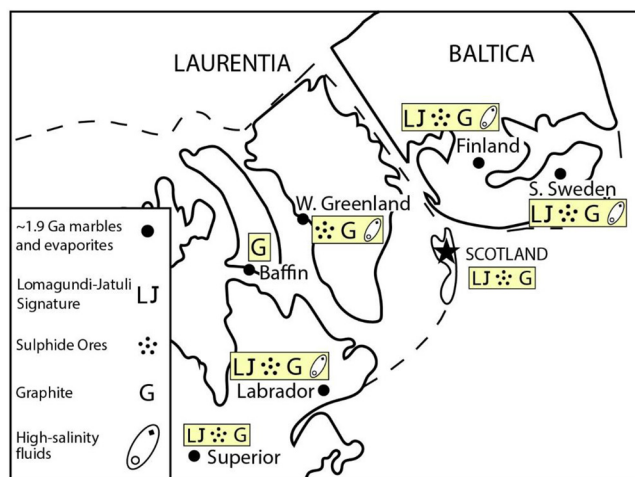 LAURENTIA
BALTICA
LJ G
Finland
S. Sweden
LJ G
W. Greenland
G
G
Baffin
SCOTLAND
LJ G
LJ G
Labrador
LJ G
Superior
~1.9 Ga marbles
and evaporites
Lomagundi-Jatuli
Signature
LJ
Sulphide Ores
Graphite
G
High-salinity
fluids